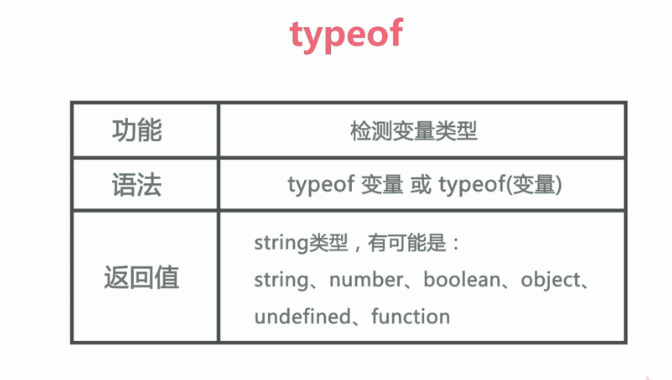 typeof
功能
检测变量类型
语法
typeof 变量 或 typeof(变量)
返回值
string类型，有可能是：
string、number、boolean、object、
undefined、function